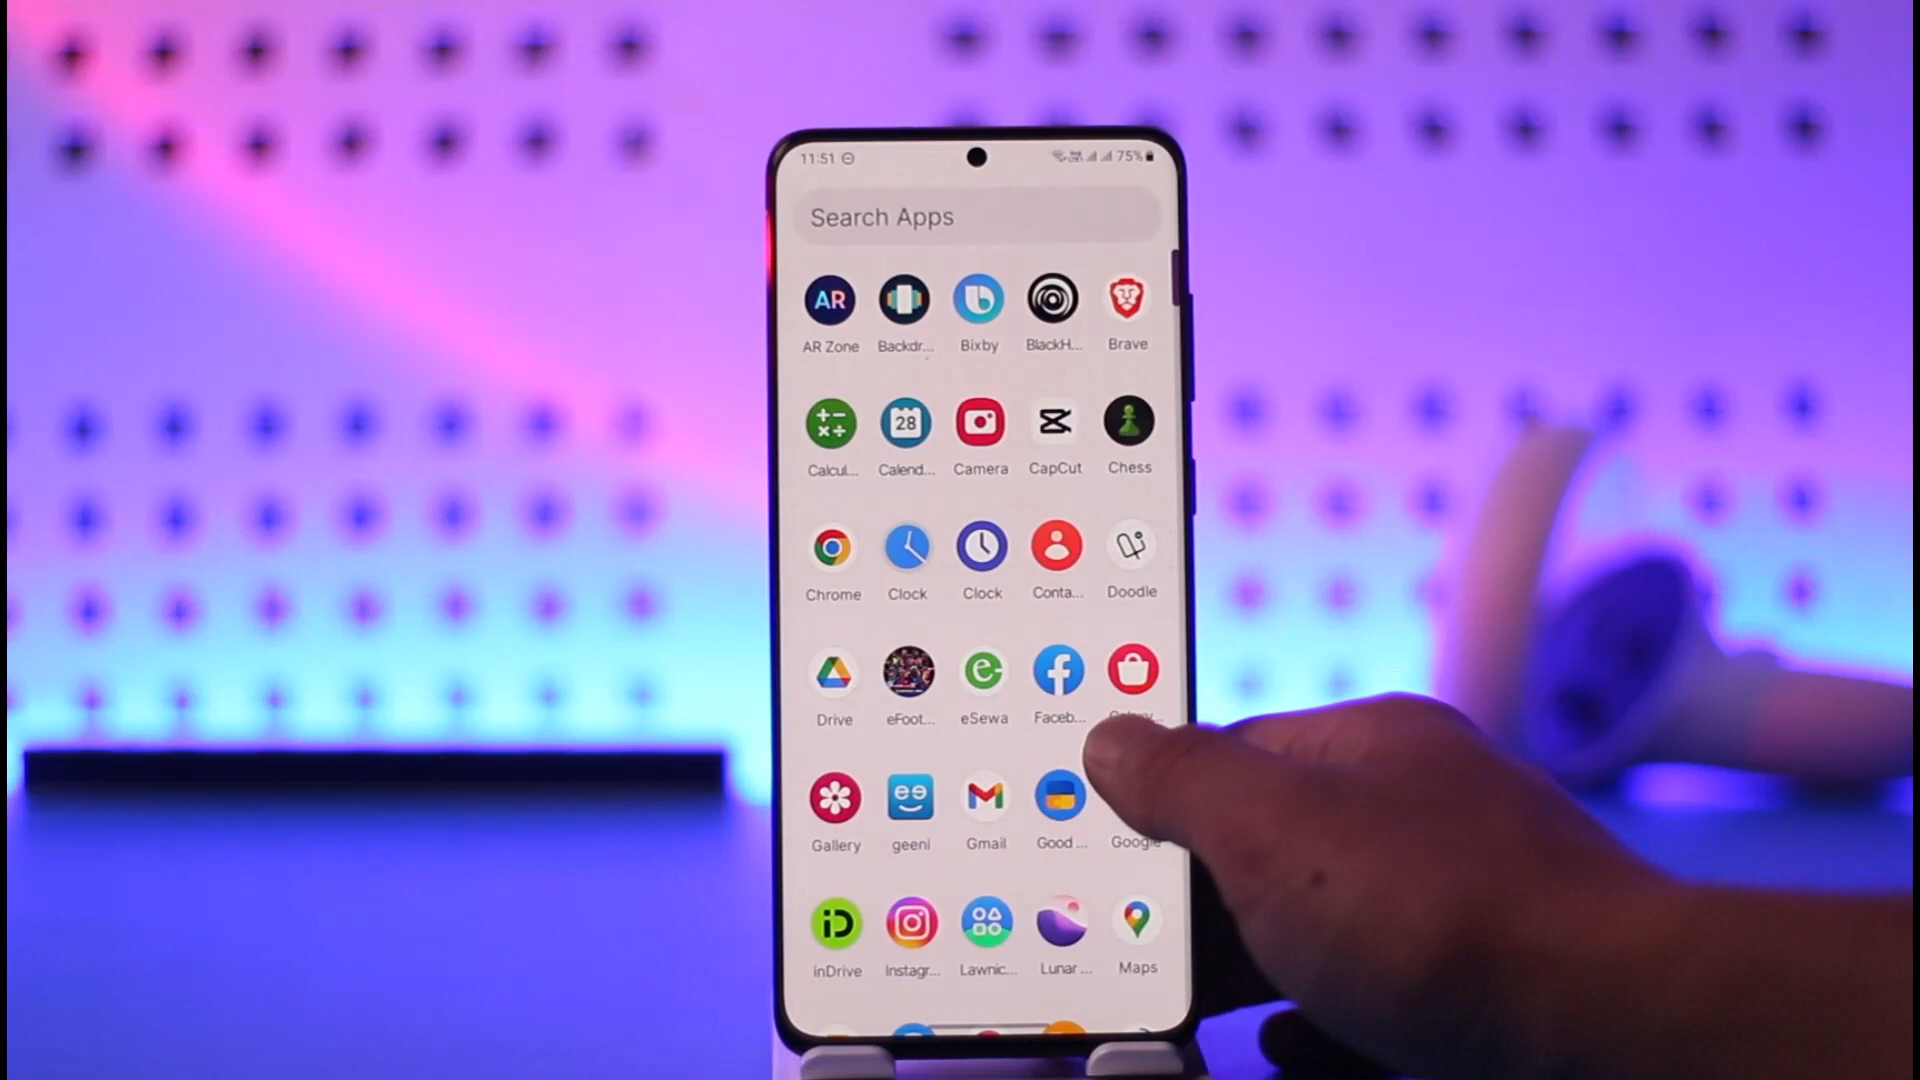 11:51 75%
Search Apps
AR
AR Zone Backdr... Bixby BlackH... Brave
28
Calcul... Calend... Camera CapCut Chess
Chrome Clock Clock Conta... Doodle
Drive eFoot... eSewa Faceb...
Gallery geeni Gmail Good ... Google
iD
inDrive Instagr... Lawnic... Lunar ... Maps